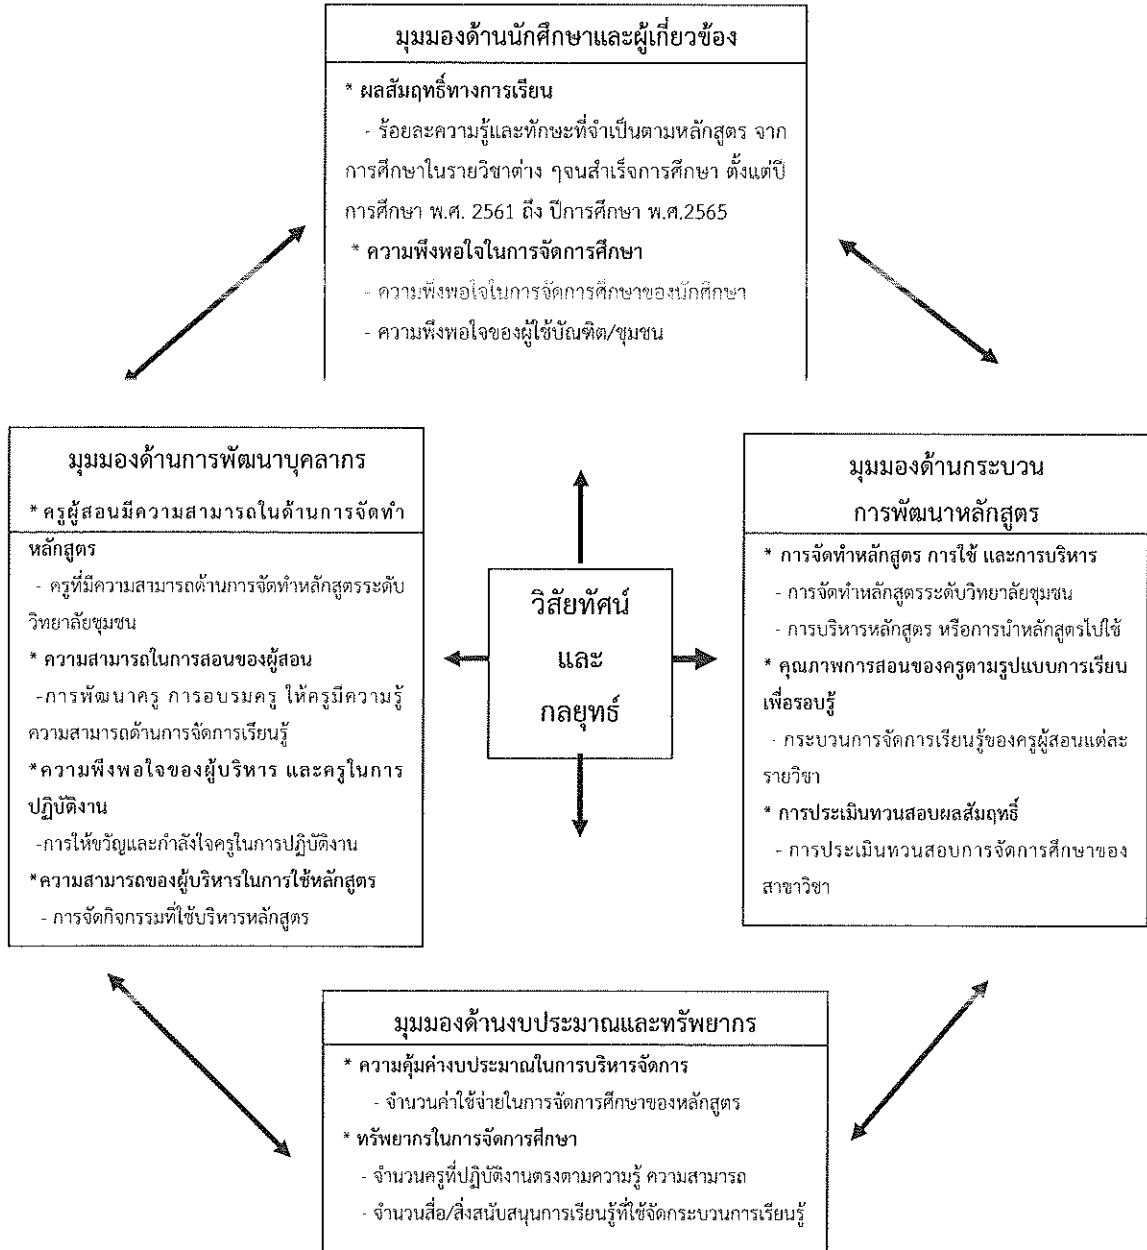 มุมมองด้านนักศึกษาและผู้เกี่ยวข้อง
* ผลสัมฤทธิ์ทางการเรียน
- ร้อยละความรู้และทักษะที่จำเป็นตามหลักสูตร จาก
การศึกษาในรายวิชาต่าง ๆจนสำเร็จการศึกษา ตั้งแต่ปี
การศึกษา พ.ศ. 2561 ถึง ปีการศึกษา พ.ศ.2565
* ความพึงพอใจในการจัดการศึกษา
- ความพึงพอใจในการจัดการศึกษาของนักศึกษา
- ความพึงพอใจของผู้ใช้บัณฑิต/ชุมชน
มุมมองด้านการพัฒนาบุคลากร
* ครูผู้สอนมีความสามารถในด้านการจัดทำ
หลักสูตร
- ครูที่มีความสามารถด้านการจัดทำหลักสูตรระดับ
วิทยาลัยชุมชน
* ความสามารถในการสอนของผู้สอน
-การพัฒนาครู การอบรมครู ให้ครูมีความรู้
ความสามารถด้านการจัดการเรียนรู้
*ความพึงพอใจของผู้บริหาร และครูในการ
ปฏิบัติงาน
-การให้ขวัญและกำลังใจครูในการปฏิบัติงาน
*ความสามารถของผู้บริหารในการใช้หลักสูตร
- การจัดกิจกรรมที่ใช้บริหารหลักสูตร
วิสัยทัศน์
และ
กลยุทธ์
มุมมองด้านกระบวน
การพัฒนาหลักสูตร
* การจัดทำหลักสูตร การใช้ และการบริหาร
- การจัดทำหลักสูตรระดับวิทยาลัยชุมชน
- การบริหารหลักสูตร หรือการนำหลักสูตรไปใช้
* คุณภาพการสอนของครูตามรูปแบบการเรียน
เพื่อรอบรู้
- กระบวนการจัดการเรียนรู้ของครูผู้สอนแต่ละ
รายวิชา
* การประเมินทวนสอบผลสัมฤทธิ์
- การประเมินทวนสอบการจัดการศึกษาของ
สาขาวิชา
มุมมองด้านงบประมาณและทรัพยากร
* ความคุ้มค่างบประมาณในการบริหารจัดการ
- จำนวนค่าใช้จ่ายในการจัดการศึกษาของหลักสูตร
* ทรัพยากรในการจัดการศึกษา
- จำนวนครูที่ปฏิบัติงานตรงตามความรู้ ความสามารถ
- จำนวนสื่อ/สิ่งสนับสนุนการเรียนรู้ที่ใช้จัดกระบวนการเรียนรู้